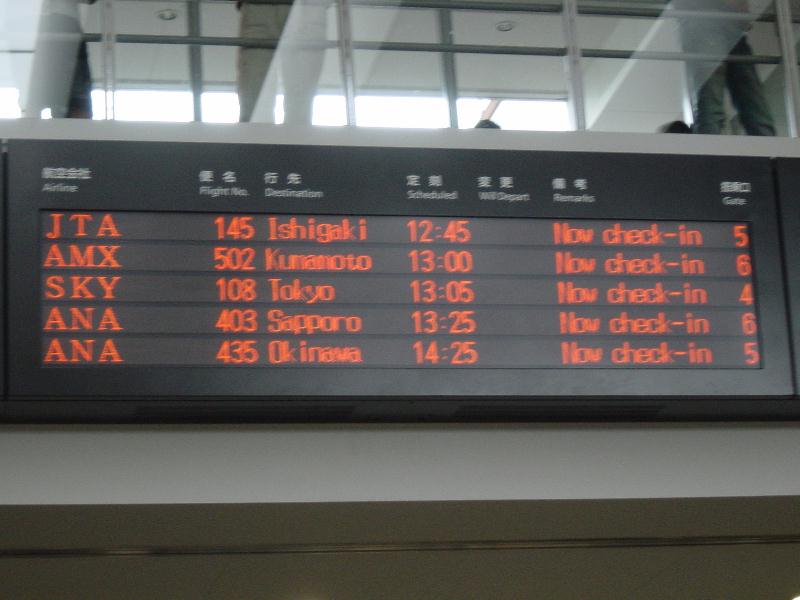 航空会社 便名 行先 定刻 変更 備考 搭乗口
Airline Flight No. Destination Scheduled Will Depart Remarks Gate
JTA 145 Ishigaki 12:45 Now check-in 5
AMX 502 Kumamoto 13:00 Now check-in 6
SKY 108 Tokyo 13:05 Now check-in 4
ANA 403 Sapporo 13:25 Now check-in 6
ANA 435 Okinawa 14:25 Now check-in 5